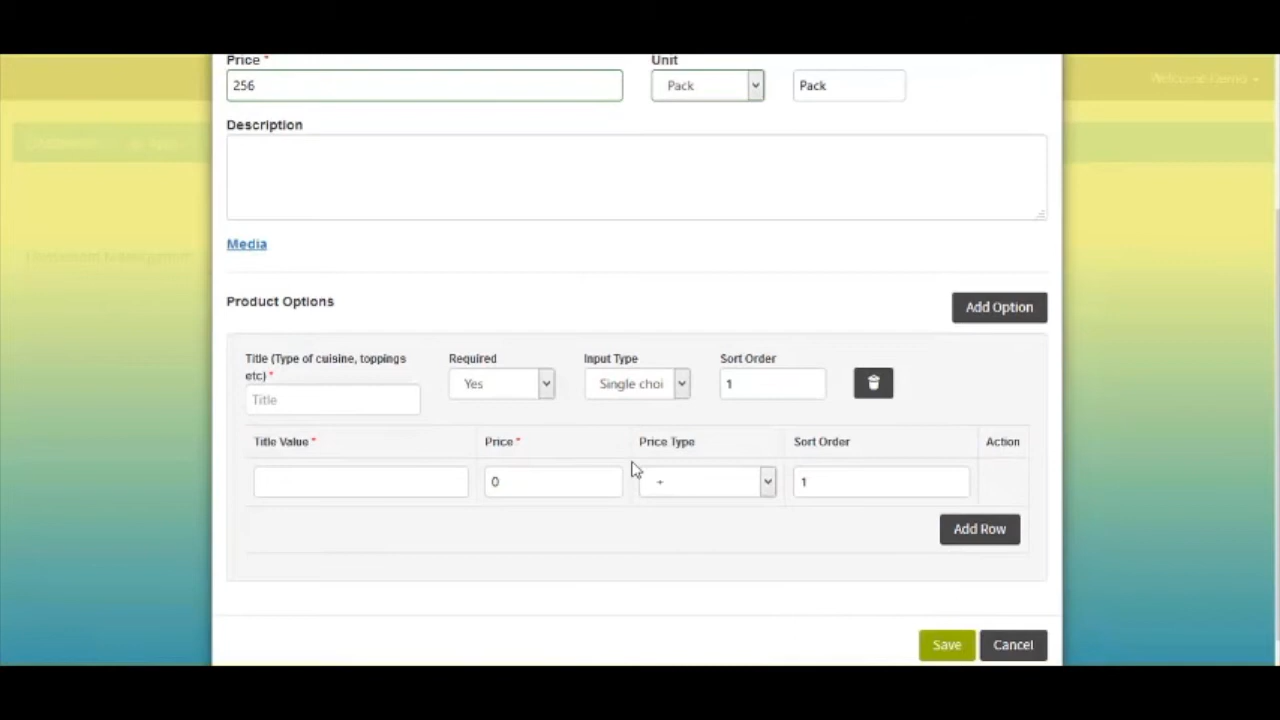 Price *
Unit
256
Pack
Pack
Description
Media
Product Options
Add Option
Title (Type of cuisine, toppings
etc) *
Required
Input Type
Sort Order
Title
Yes
Single choi
1
Title Value *
Price *
Price Type
Sort Order
Action
0
+
1
Add Row
Save
Cancel